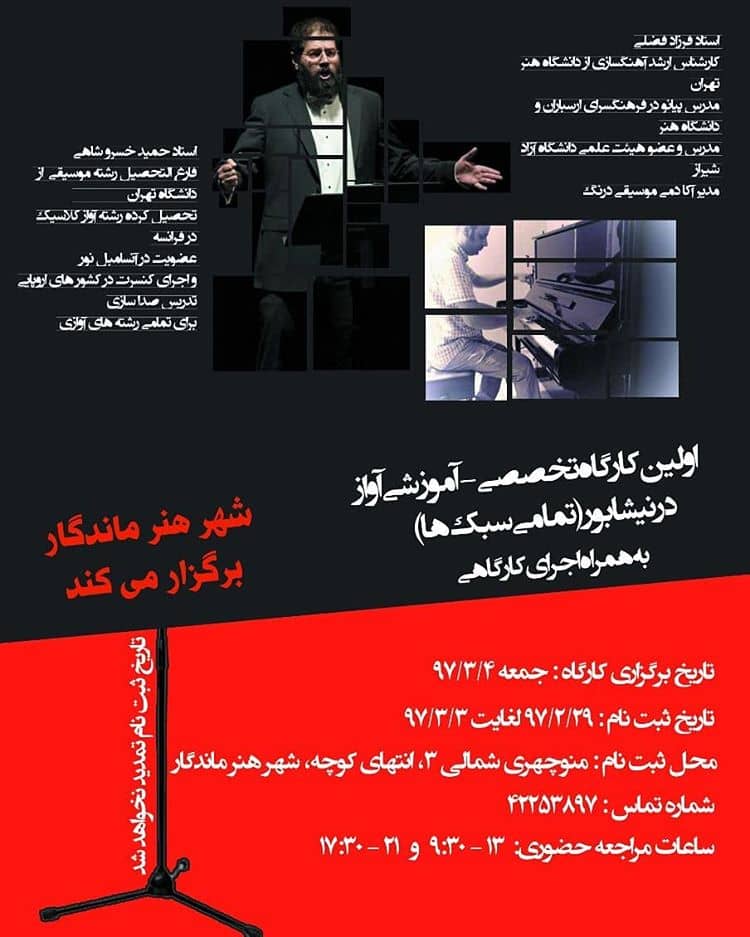 استاد فرزاد فضلی
کارشناس ارشد آهنگسازی از دانشگاه هنر
تهران
مدرس پیانو در فرهنگسرای ارسباران و
دانشگاه هنر
مدرس و عضو هیئت علمی دانشگاه آزاد
شیراز
مدیر آکادمی موسیقی درنگ
استاد حمید خسروشاهی
فارغ التحصیل رشته موسیقی از
دانشگاه تهران
تحصیل کرده رشته آواز کلاسیک
در فرانسه
عضویت در آنسامبل نور
و اجرای کنسرت در کشور های اروپایی
تدریس صدا سازی
برای تمامی رشته های آوازی
اولین کارگاه تخصصی - آموزشی آواز
در نیشابور (تمامی سبک ها)
به همراه اجرای کارگاهی
شهر هنر ماندگار
برگزار می کند
تاریخ برگزاری کارگاه : جمعه ۹۷/۳/۴
تاریخ ثبت نام : ۹۷/۲/۲۹ لغایت ۹۷/۳/۳
محل ثبت نام : منوچهری شمالی ۳، انتهای کوچه، شهر هنر ماندگار
شماره تماس : ۴۲۲۵۳۸۹۷
ساعات مراجعه حضوری: ۱۳ - ۹:۳۰ و ۲۱ - ۱۷:۳۰
تاریخ ثبت نام تمدید نخواهد شد